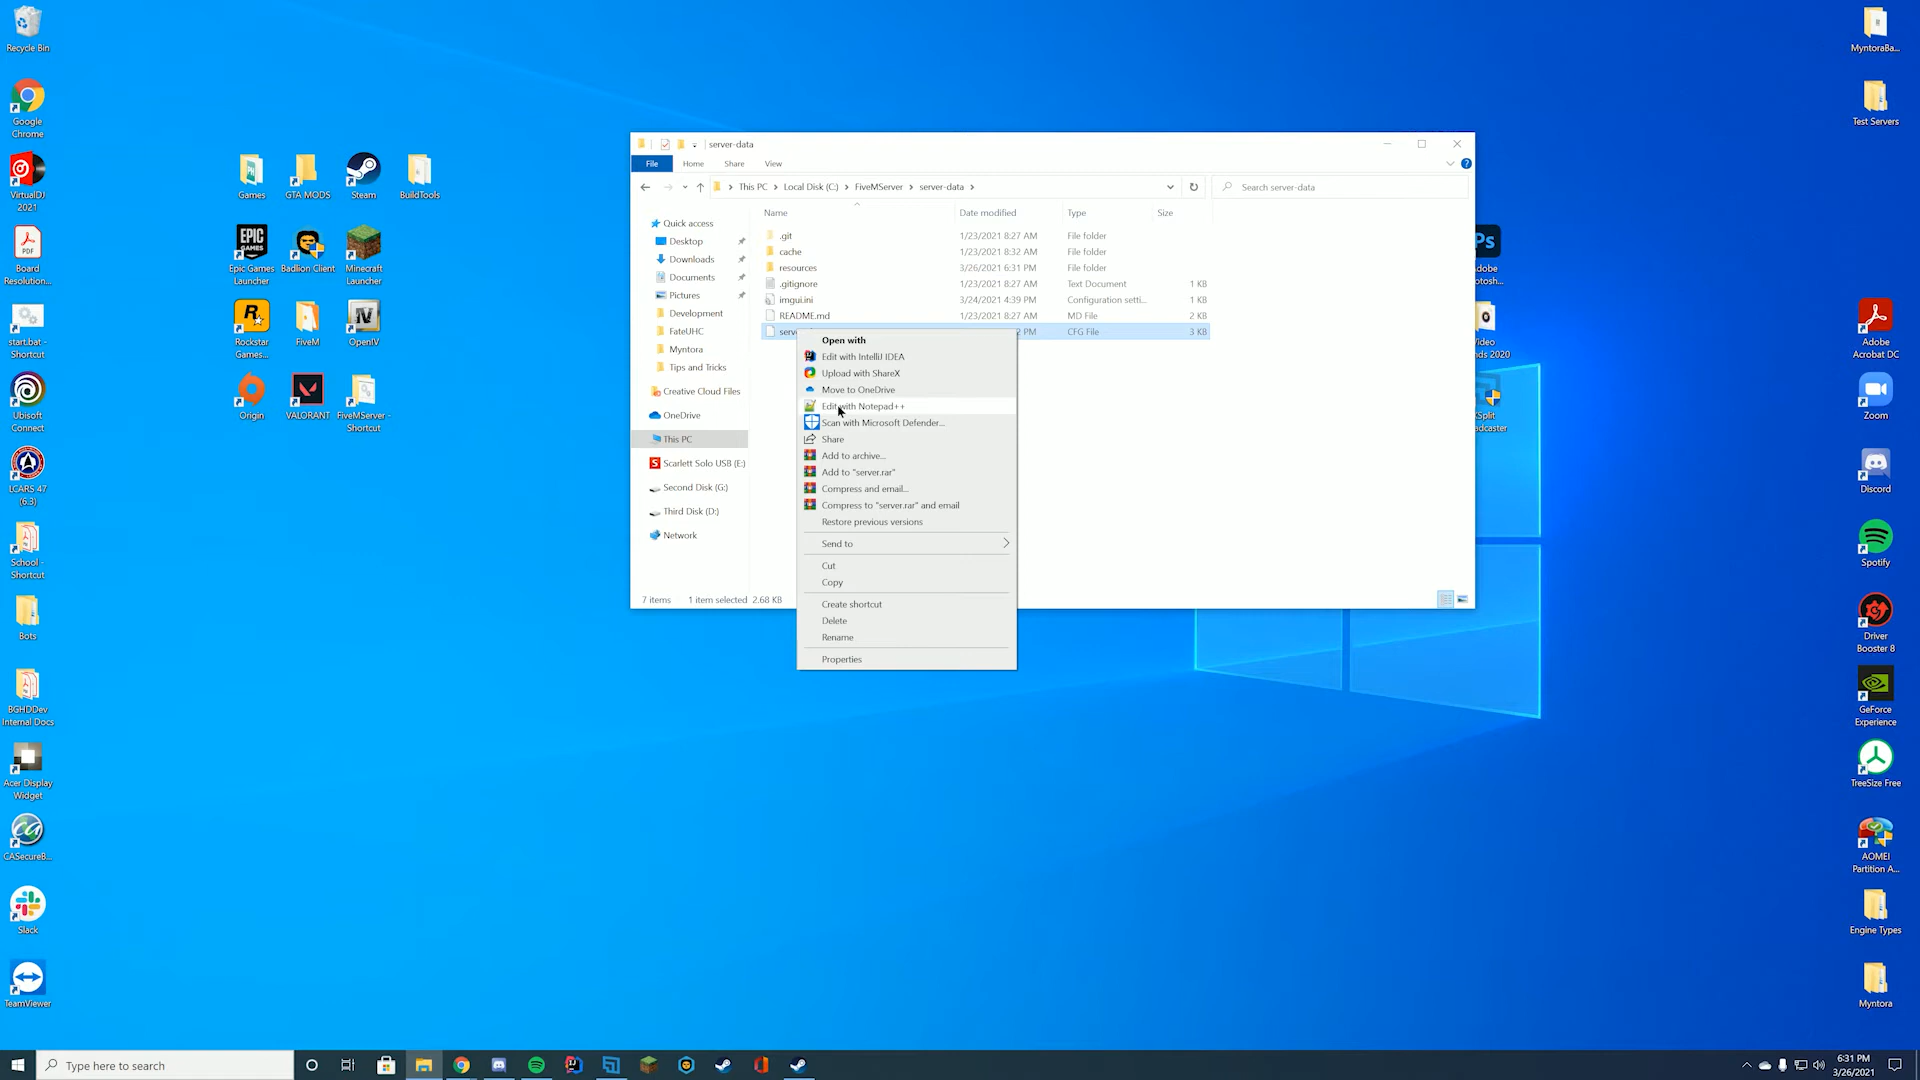 Recycle Bin
Google
Chrome
VirtualDJ
2021
Board
Resolution...
start.bat -
Shortcut
Ubisoft
Connect
LCARS 47
(6.3)
School -
Shortcut
Bots
BGHDDev
Internal Docs
Acer Display
Widget
CASecureB...
Slack
TeamViewer
Games
GTA MODS
Steam
BuildTools
Epic Games
Launcher
Badlion Client
Minecraft
Launcher
Rockstar
Games...
FiveM
OpenIV
Origin
VALORANT
FiveMServer -
Shortcut
server-data
File
Home
Share
View
This PC
Local Disk (C:)
FiveMServer
server-data
Search server-data
Name
Date modified
Type
Size
Quick access
Desktop
Downloads
Documents
Pictures
Development
FateUHC
Myntora
Tips and Tricks
Creative Cloud Files
OneDrive
This PC
Scarlett Solo USB (E:)
Second Disk (G:)
Third Disk (D:)
Network
.git 1/23/2021 8:27 AM File folder
cache 1/23/2021 8:32 AM File folder
resources 3/26/2021 6:31 PM File folder
.gitignore 1/23/2021 8:27 AM Text Document 1 KB
imgui.ini 3/24/2021 4:39 PM Configuration setti... 1 KB
README.md 1/23/2021 8:27 AM MD File 2 KB
PM CFG File 3 KB
Open with
Edit with IntelliJ IDEA
Upload with ShareX
Move to OneDrive
Edit with Notepad++
Scan with Microsoft Defender...
Share
Add to archive...
Add to "server.rar"
Compress and email...
Compress to "server.rar" and email
Restore previous versions
Send to
Cut
Copy
Create shortcut
Delete
Rename
Properties
7 items 1 item selected 2.68 KB
MyntoraBa...
Test Servers
Ps
Adobe
Adobe
Acrobat DC
Zoom
Discord
Spotify
Driver
Booster 8
GeForce
Experience
TreeSize Free
AOMEI
Partition A...
Engine Types
Myntora
Type here to search
6:31 PM
3/26/2021